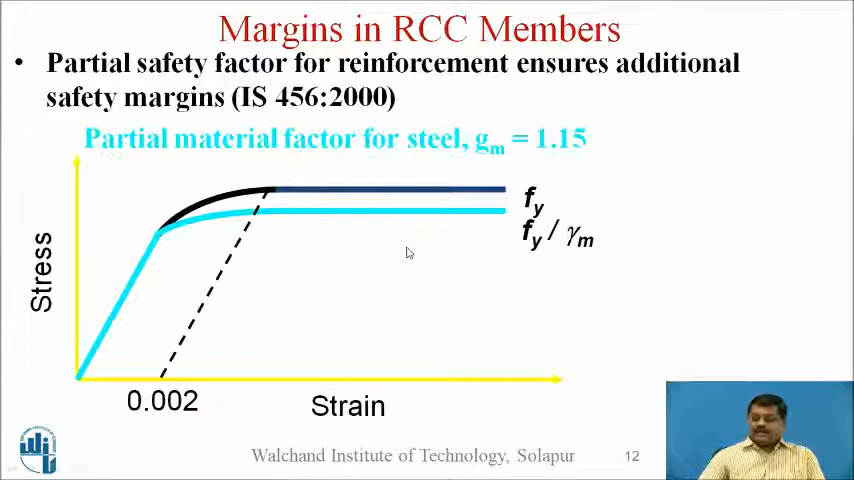 Margins in RCC Members
• Partial safety factor for reinforcement ensures additional
safety margins (IS 456:2000)
Partial material factor for steel, gm = 1.15
fy
fy / γm
Stress
0.002
Strain
Walchand Institute of Technology, Solapur
12